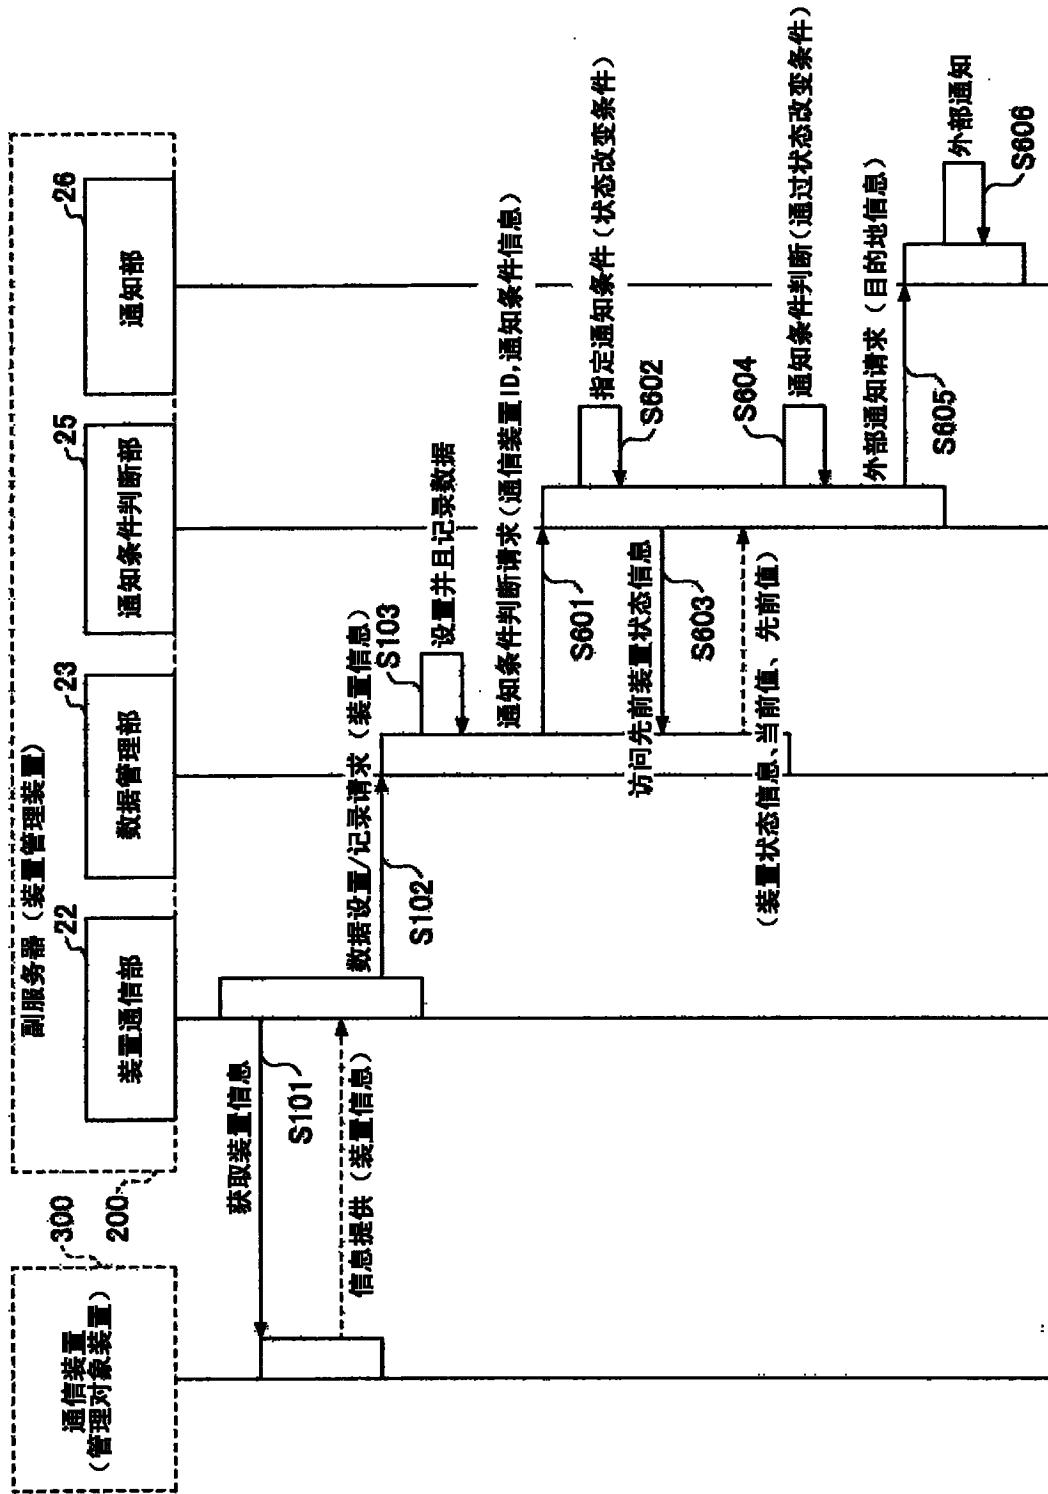 通信装置
（管理对象装置）
300
200
副服务器（装置管理装置）
装置通信部
22
数据管理部
23
通知条件判断部
25
通知部
26
获取装置信息
S101
信息提供（装置信息）
数据设置/记录请求（装置信息）
S102
S103
设置并且记录数据
通知条件判断请求（通信装置ID,通知条件信息）
S601
指定通知条件（状态改变条件）
S602
访问先前装置状态信息
S603
（装置状态信息、当前值、先前值）
S604
通知条件判断（通过状态改变条件）
外部通知请求（目的地信息）
S605
外部通知
S606